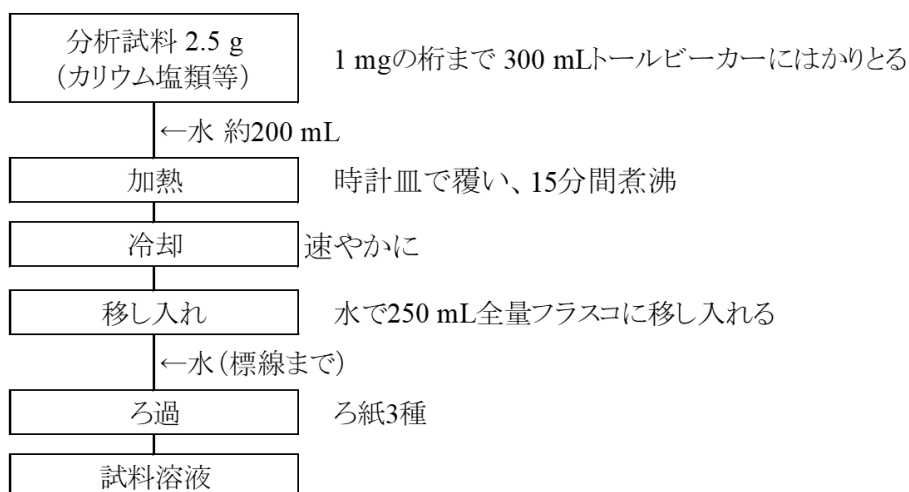 分析試料 2.5 g
(カリウム塩類等)
1 mgの桁まで 300 mLトールビーカーにはかりとる
←水 約200 mL
加熱
時計皿で覆い、15分間煮沸
冷却
速やかに
移し入れ
水で250 mL全量フラスコに移し入れる
←水(標線まで)
ろ過
ろ紙3種
試料溶液